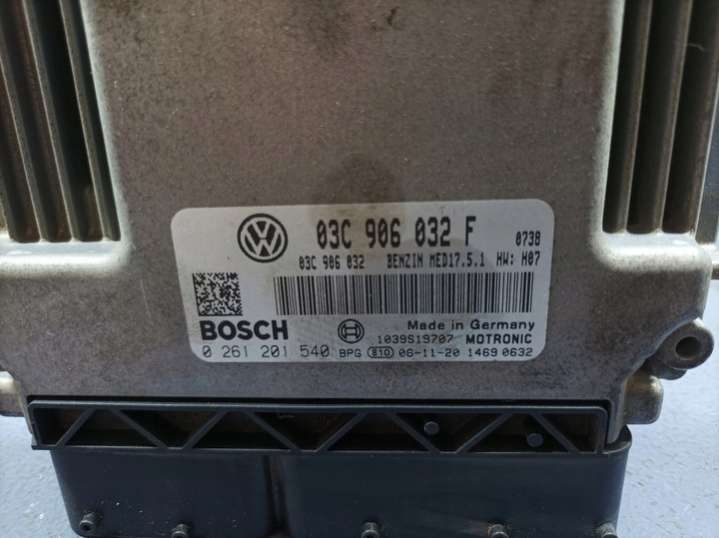 03C 906 032 F 0738
03C 906 032 BENZIN MED17.5.1 HW: H07
BOSCH Made in Germany
1039S19707 MOTRONIC
0 261 201 540 BPG 810 06-11-20 1469 0632